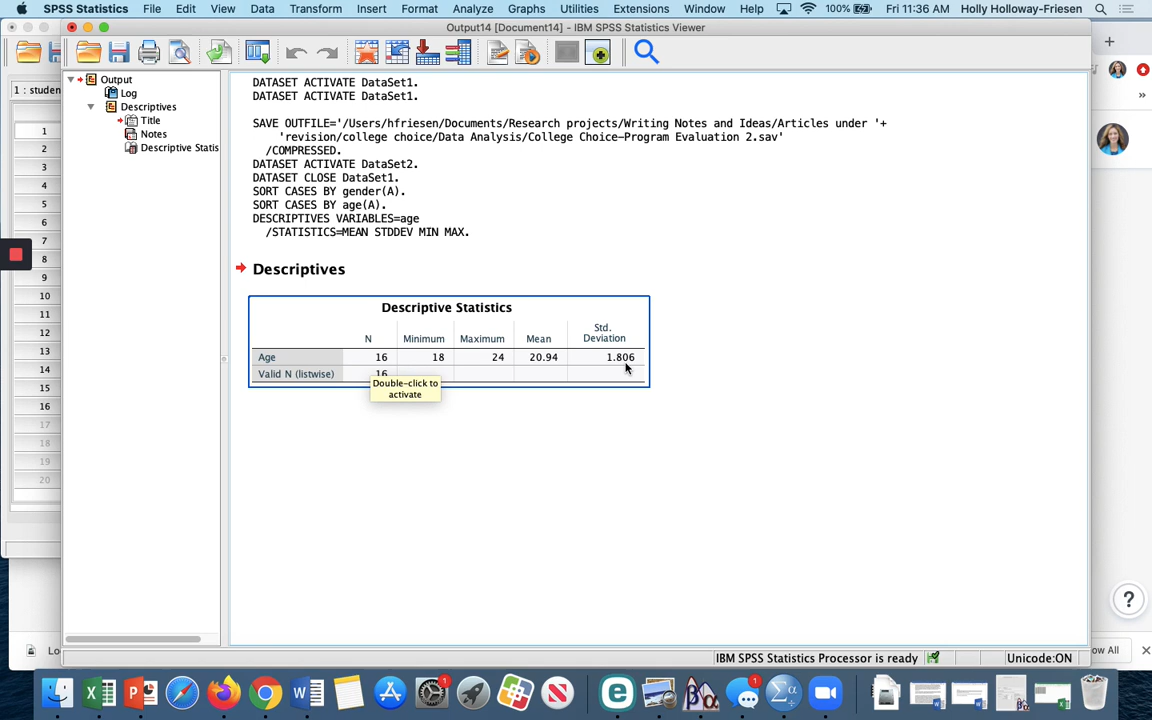 SPSS Statistics File Edit View Data Transform Insert Format Analyze Graphs Utilities Extensions Window Help 100% Fri 11:36 AM Holly Holloway-Friesen
Output14 [Document14] - IBM SPSS Statistics Viewer
1 : studen
1
2
3
4
5
6
7
8
9
10
11
12
13
14
15
16
17
18
19
20
Output
Log
Descriptives
Title
Notes
Descriptive Statis
DATASET ACTIVATE DataSet1.
DATASET ACTIVATE DataSet1.
SAVE OUTFILE='/Users/hfriesen/Documents/Research projects/Writing Notes and Ideas/Articles under '+
'revision/college choice/Data Analysis/College Choice-Program Evaluation 2.sav'
/COMPRESSED.
DATASET ACTIVATE DataSet2.
DATASET CLOSE DataSet1.
SORT CASES BY gender(A).
SORT CASES BY age(A).
DESCRIPTIVES VARIABLES=age
/STATISTICS=MEAN STDDEV MIN MAX.
Descriptives
Descriptive Statistics
N Minimum Maximum Mean Std. Deviation
Age 16 18 24 20.94 1.806
Valid N (listwise) 16
Double-click to
activate
IBM SPSS Statistics Processor is ready Unicode:ON
Lo
ow All
?
1
1